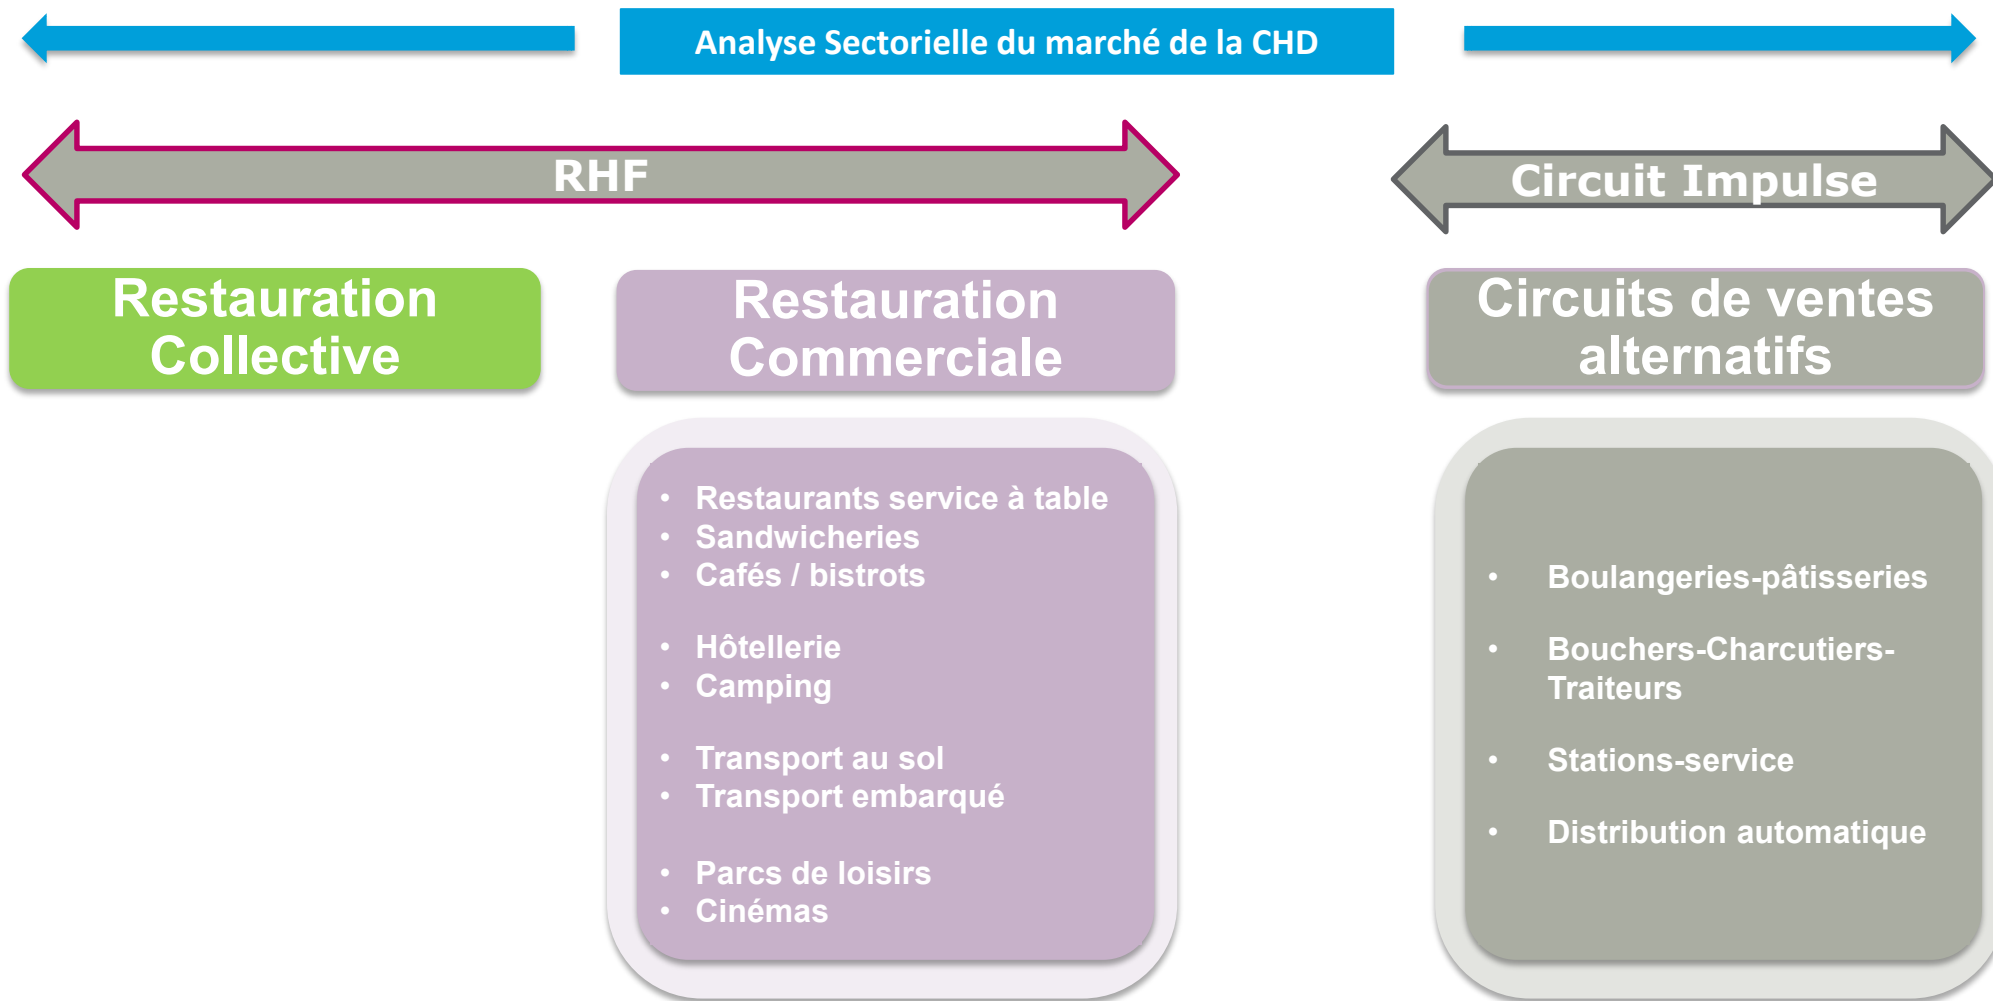 Analyse Sectorielle du marché de la CHD
RHF
Circuit Impulse
Restauration
Collective
Restauration
Commerciale
Circuits de ventes
alternatifs
• Restaurants service à table
• Sandwicheries
• Cafés / bistrots
• Hôtellerie
• Camping
• Transport au sol
• Transport embarqué
• Parcs de loisirs
• Cinémas
• Boulangeries-pâtisseries
• Bouchers-Charcutiers-
Traiteurs
• Stations-service
• Distribution automatique